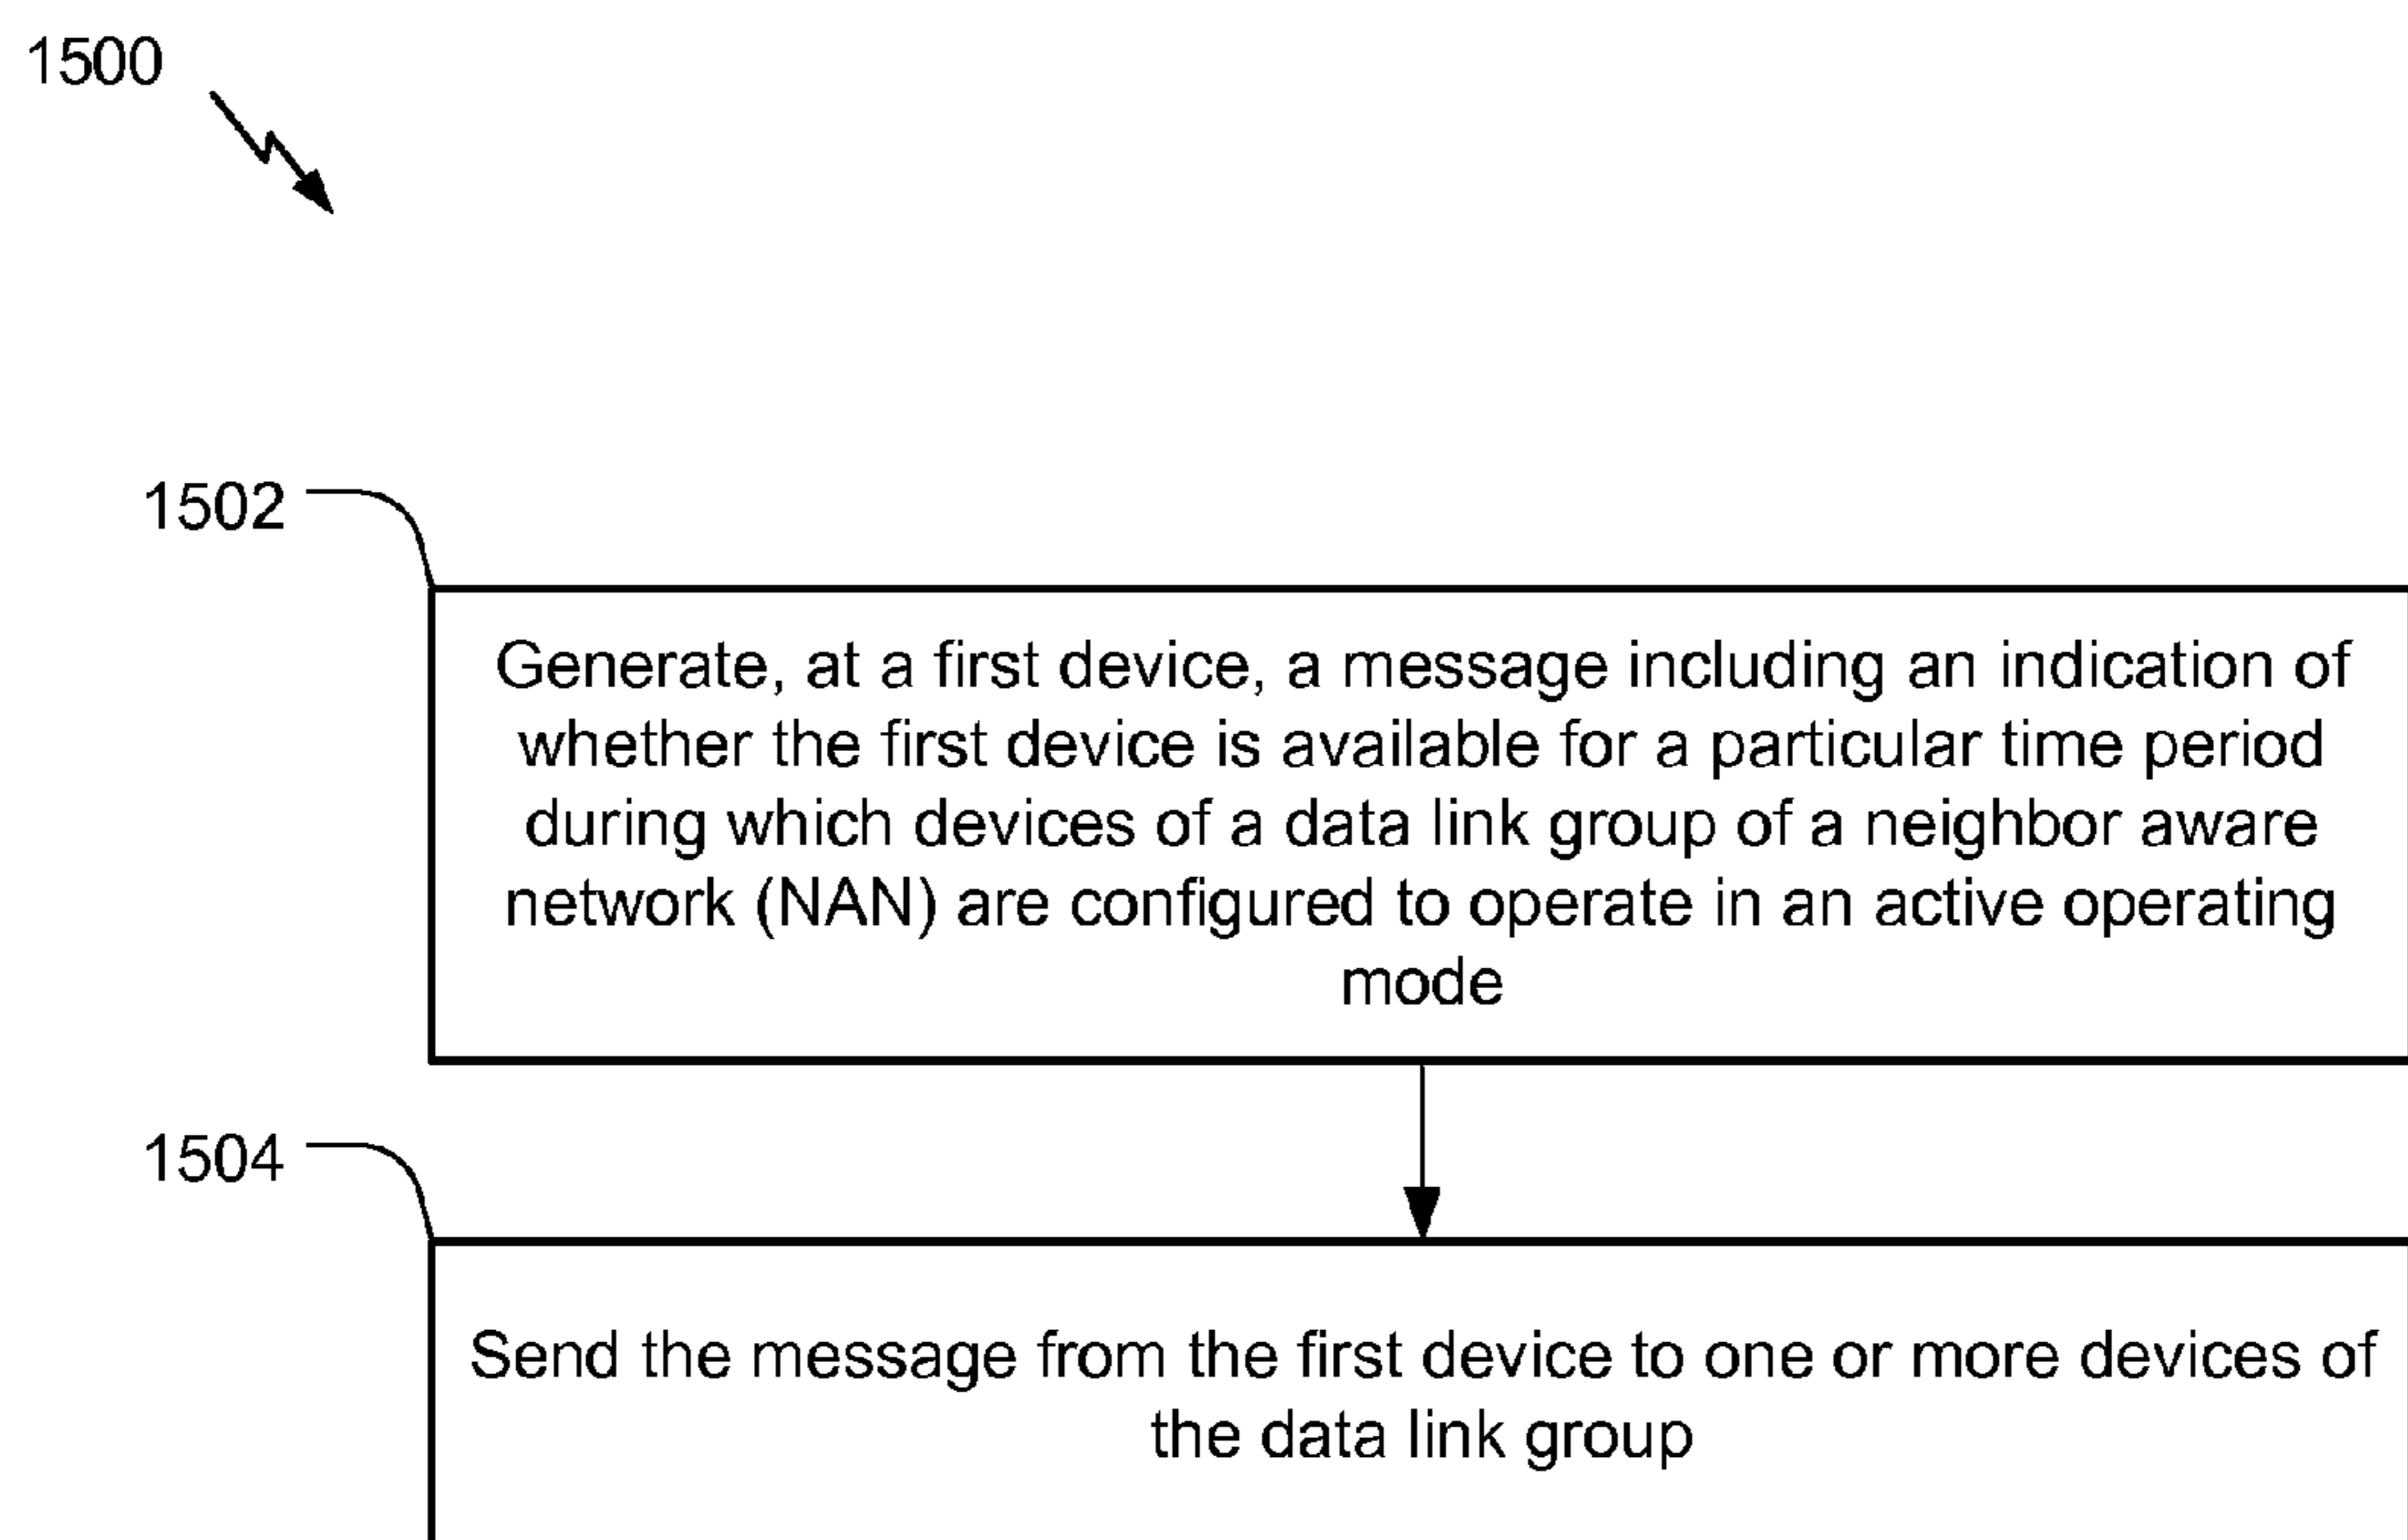 1500
1502
Generate, at a first device, a message including an indication of
whether the first device is available for a particular time period
during which devices of a data link group of a neighbor aware
network (NAN) are configured to operate in an active operating
mode
1504
Send the message from the first device to one or more devices of
the data link group